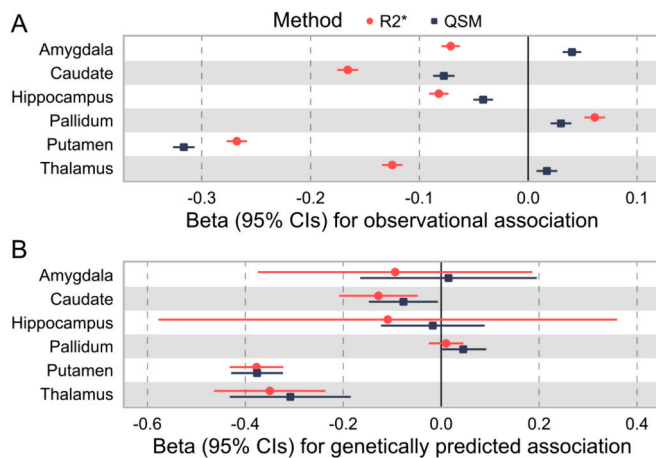 Method R2* QSM
A
Amygdala
Caudate
Hippocampus
Pallidum
Putamen
Thalamus
-0.3 -0.2 -0.1 0.0 0.1
Beta (95% CIs) for observational association
B
Amygdala
Caudate
Hippocampus
Pallidum
Putamen
Thalamus
-0.6 -0.4 -0.2 0.0 0.2 0.4
Beta (95% CIs) for genetically predicted association